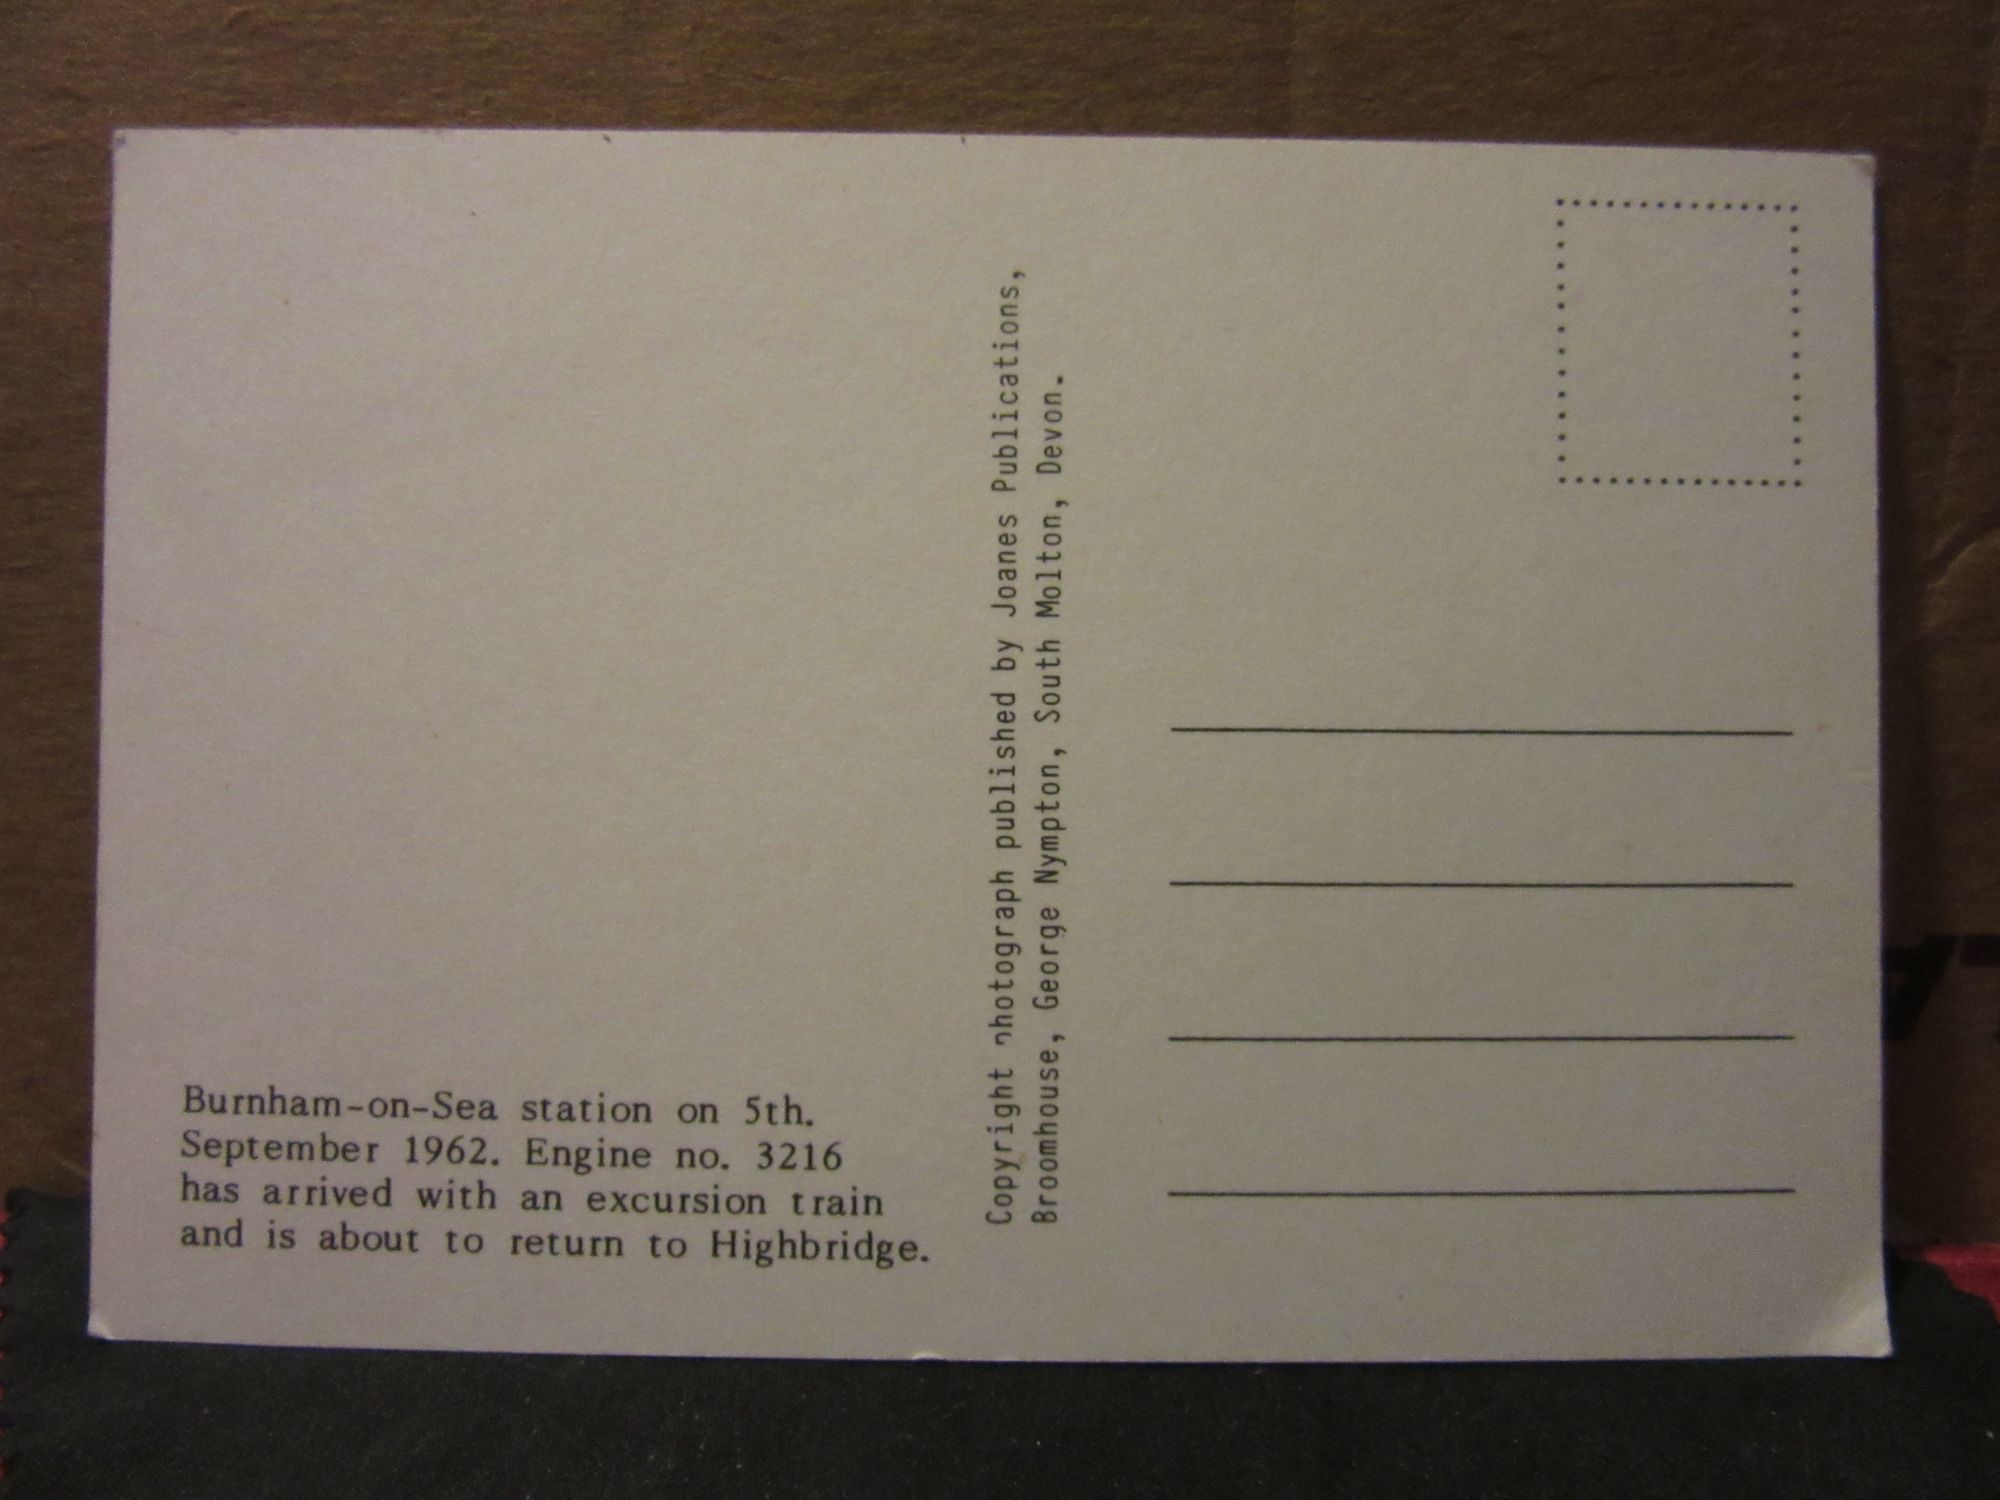 Burnham-on-Sea station on 5th.
September 1962. Engine no. 3216
has arrived with an excursion train
and is about to return to Highbridge.
Copyright photograph published by Joanes Publications,
Broomhouse, George Nympton, South Molton, Devon.